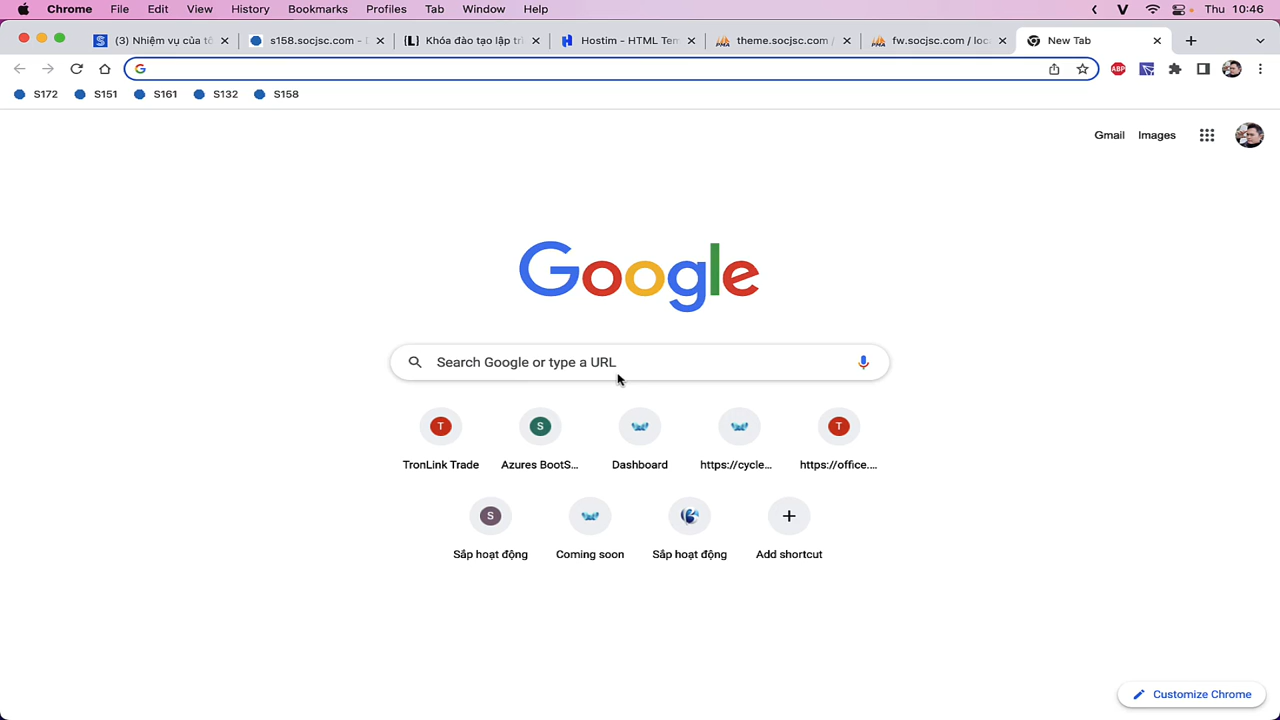 Chrome File Edit View History Bookmarks Profiles Tab Window Help V Thu 10:46
(3) Nhiệm vụ của tô s158.socjsc.com - Khóa đào tạo lập trì Hostim - HTML Tem theme.socjsc.com / fw.socjsc.com / loc New Tab
ABP
S172 S151 S161 S132 S158
Gmail Images
Google
Search Google or type a URL
T S T
TronLink Trade Azures BootS... Dashboard https://cycle... https://office....
S
Sắp hoạt động Coming soon Sắp hoạt động Add shortcut
Customize Chrome